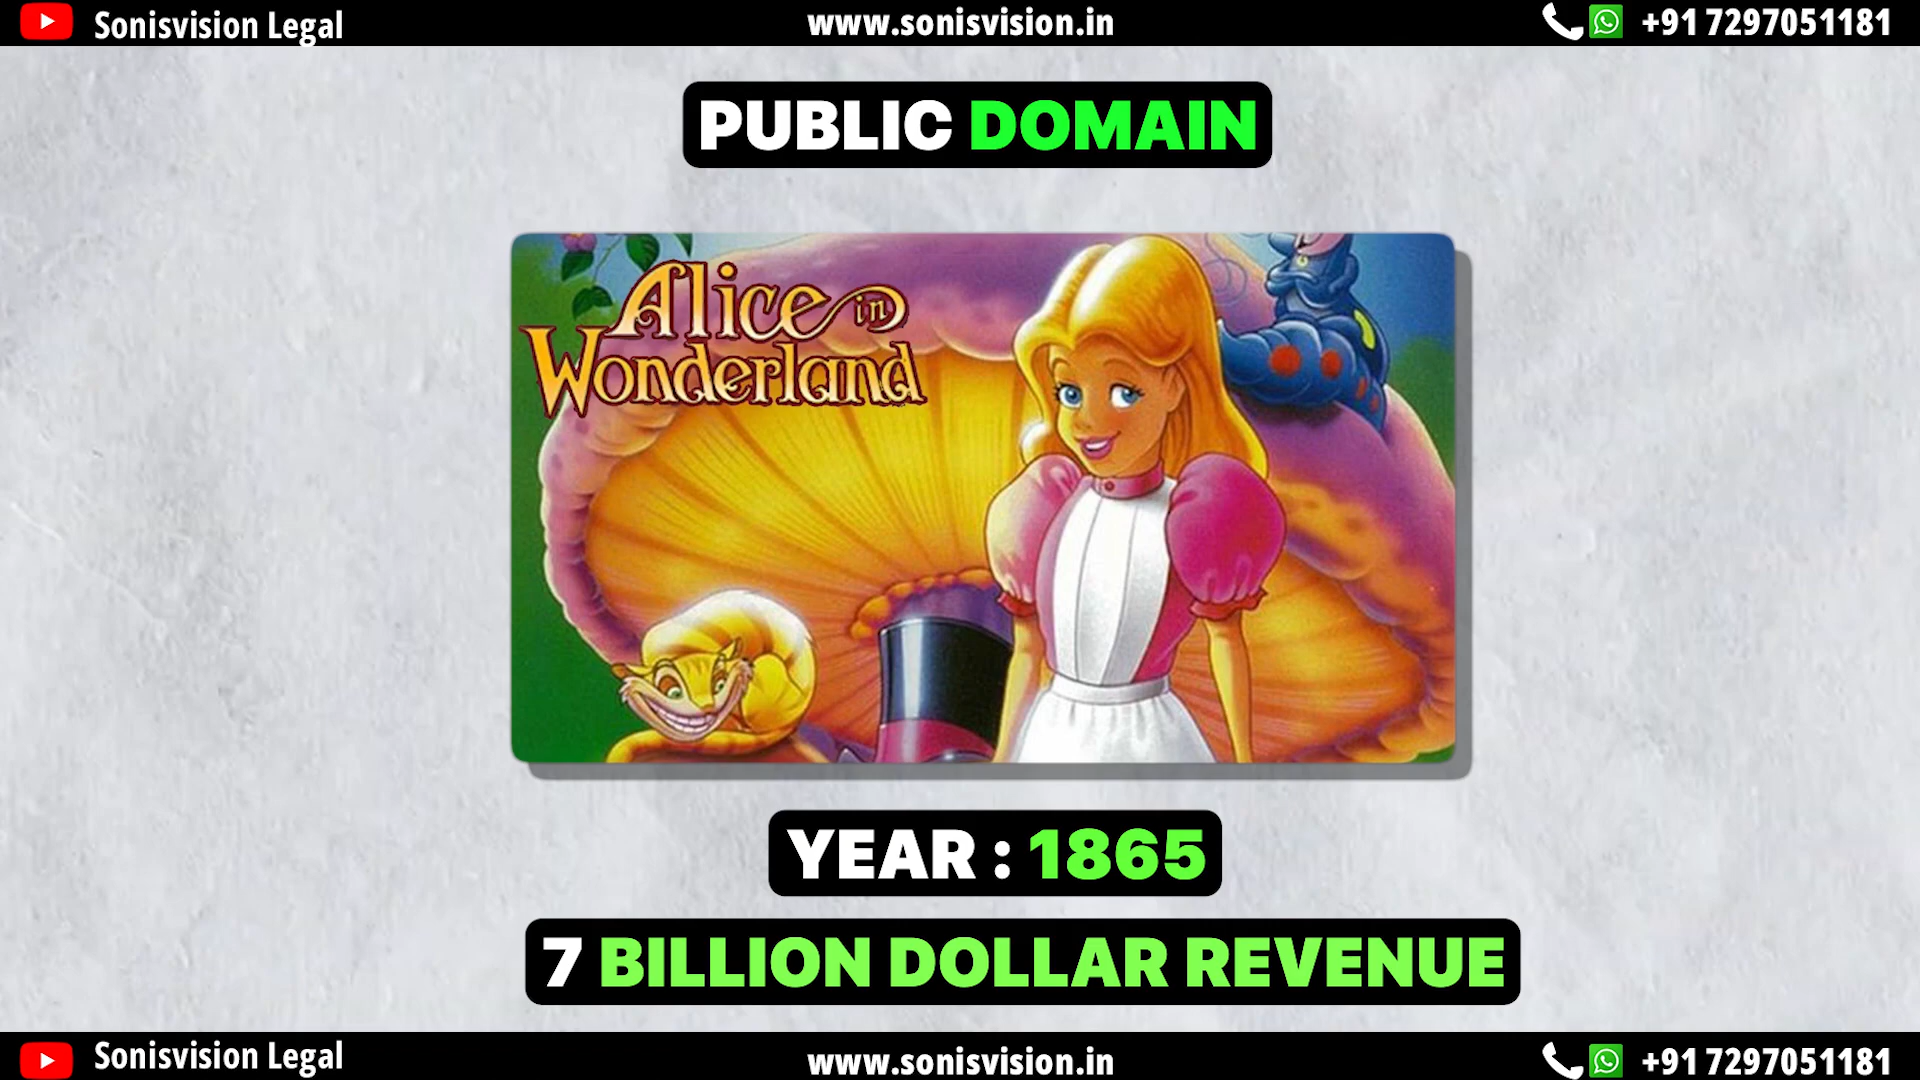 Sonisvision Legal
www.sonisvision.in
+91 7297051181
PUBLIC DOMAIN
Alice in
Wonderland
YEAR : 1865
7 BILLION DOLLAR REVENUE
Sonisvision Legal
www.sonisvision.in
+91 7297051181